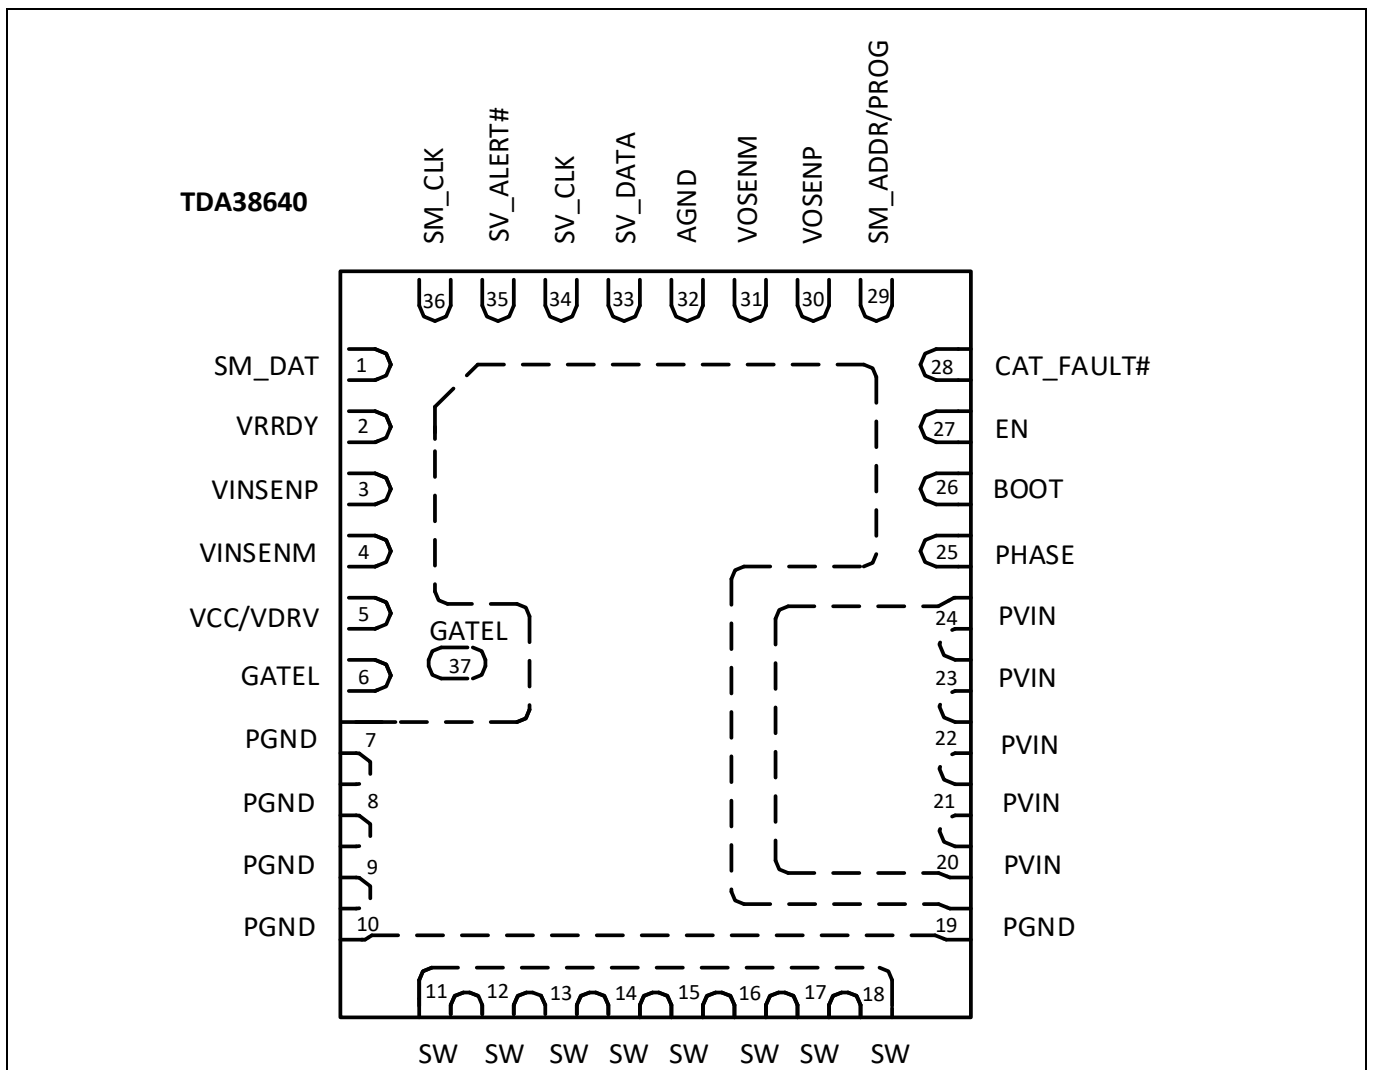 SM_CLK
SV_ALERT#
SV_CLK
SV_DATA
AGND
VOSENM
VOSENP
SM_ADDR/PROG
TDA38640
36 35 34 33 32 31 30 29
SM_DAT 1 28 CAT_FAULT#
VRRDY 2 27 EN
VINSENP 3 26 BOOT
VINSENM 4 25 PHASE
VCC/VDRV 5 24 PVIN
GATEL
37
GATEL 6 23 PVIN
PGND 7 22 PVIN
PGND 8 21 PVIN
PGND 9 20 PVIN
PGND 10 19 PGND
11 12 13 14 15 16 17 18
SW SW SW SW SW SW SW SW